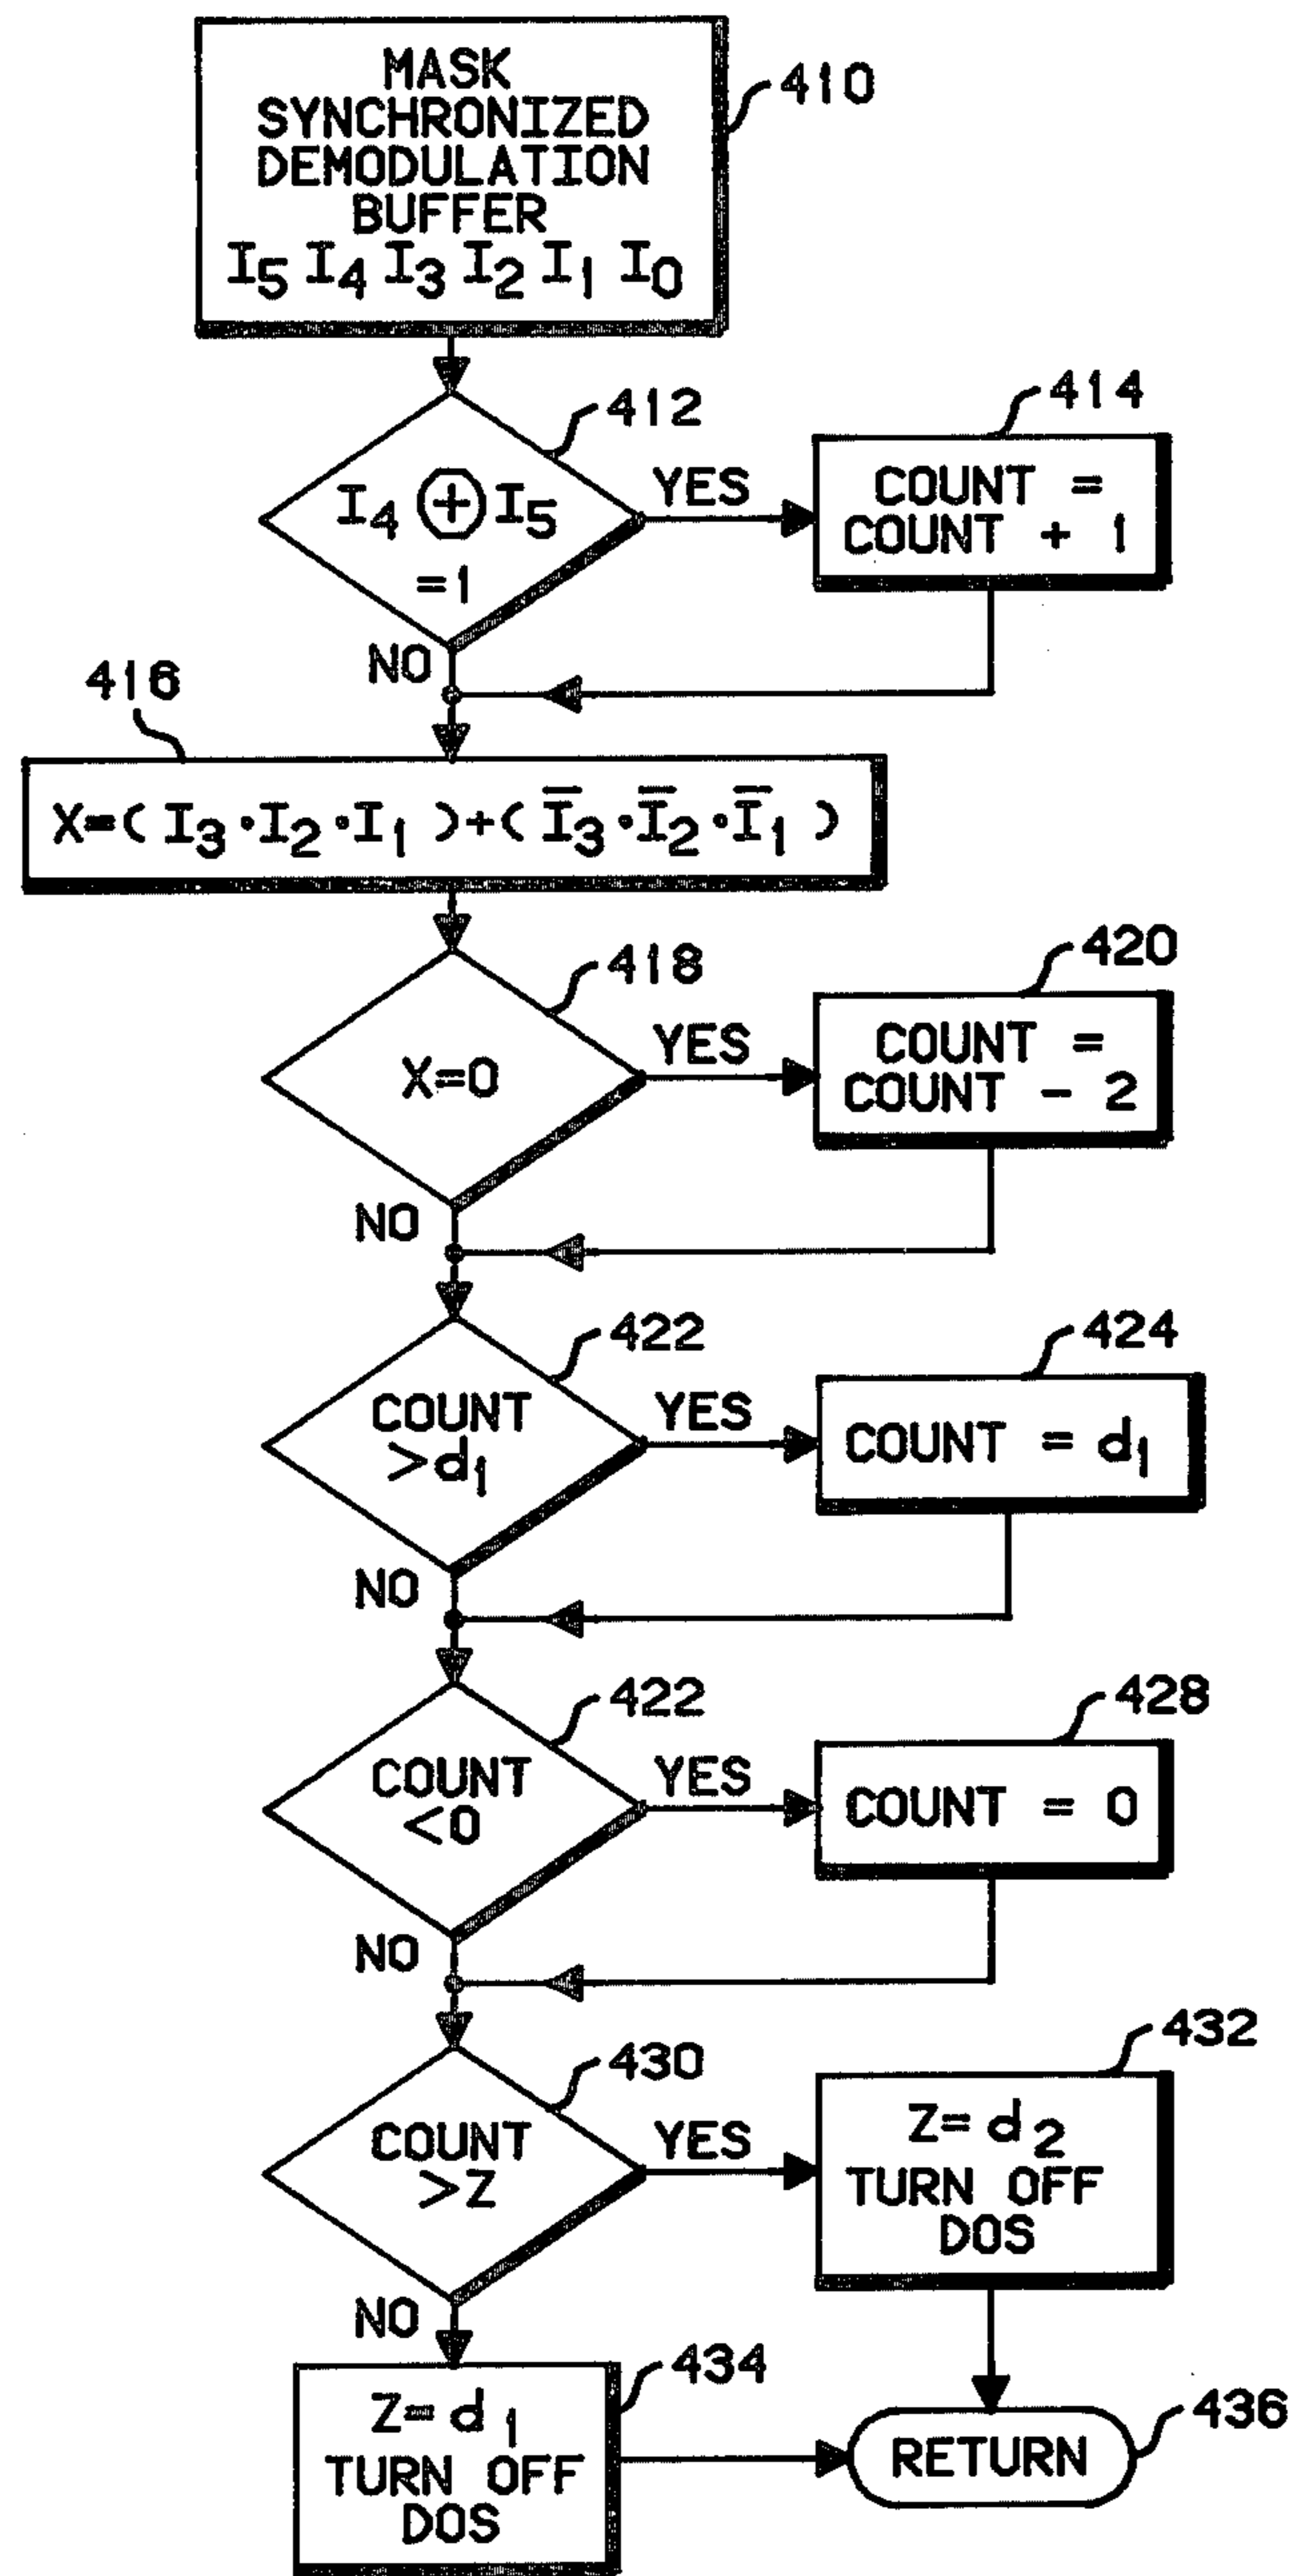 MASK
SYNCHRONIZED
DEMODULATION
BUFFER
I5 I4 I3 I2 I1 I0
410
I4 ⊕ I5
=1
412
YES
NO
COUNT =
COUNT + 1
414
416
X=( I3·I2·I1 )+( I̅3·I̅2·I̅1 )
X=0
418
YES
NO
COUNT =
COUNT - 2
420
COUNT
>d1
422
YES
NO
COUNT = d1
424
COUNT
<0
422
YES
NO
COUNT = 0
428
COUNT
>Z
430
YES
NO
Z= d2
TURN OFF
DOS
432
Z= d1
TURN OFF
DOS
434
RETURN
436